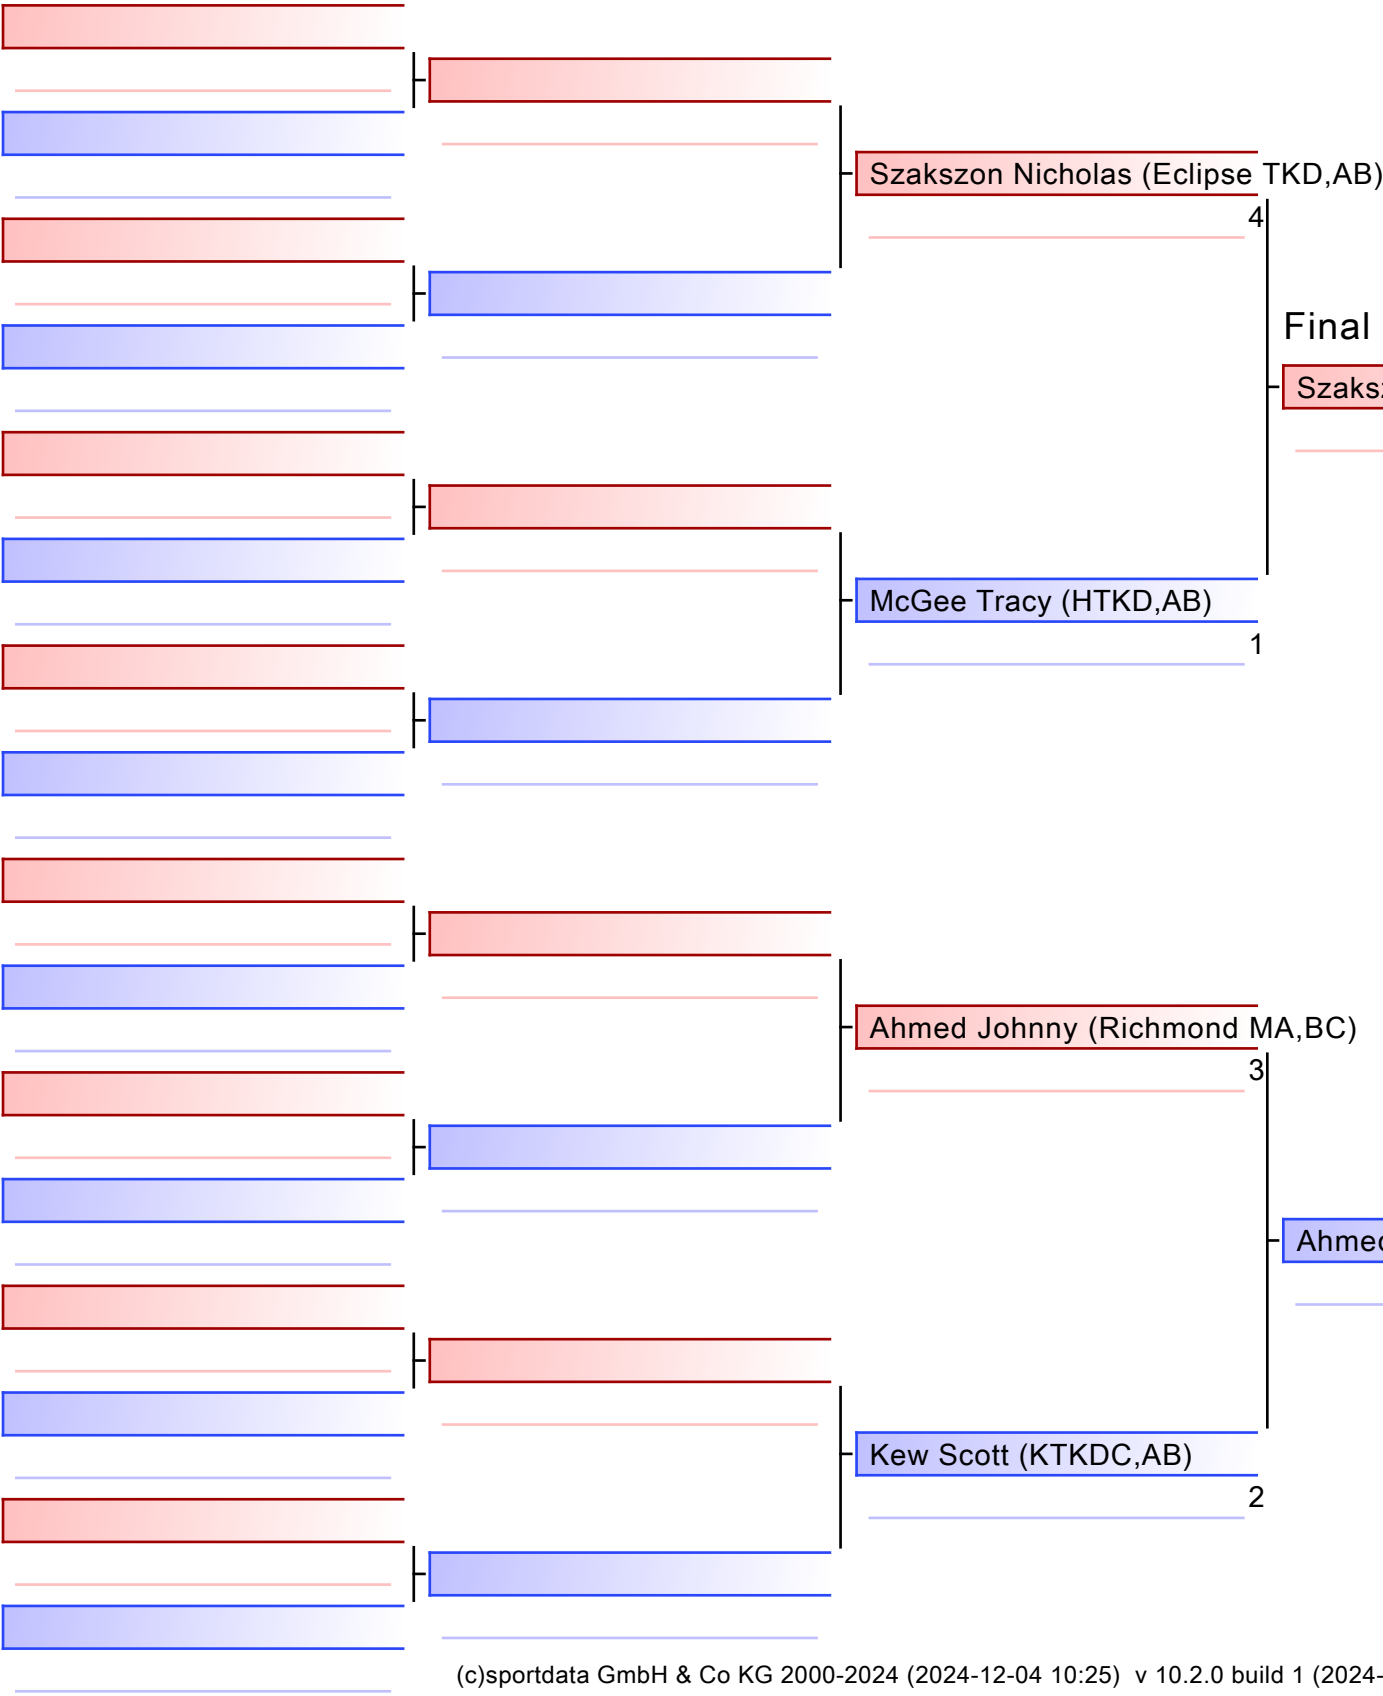 Szakszon Nicholas (Eclipse TKD,AB)
4
Final
McGee Tracy (HTKD,AB)
1
Ahmed Johnny (Richmond MA,BC)
3
Kew Scott (KTKDC,AB)
2
(c)sportdata GmbH & Co KG 2000-2024 (2024-12-04 10:25) v 10.2.0 build 1 (2024-